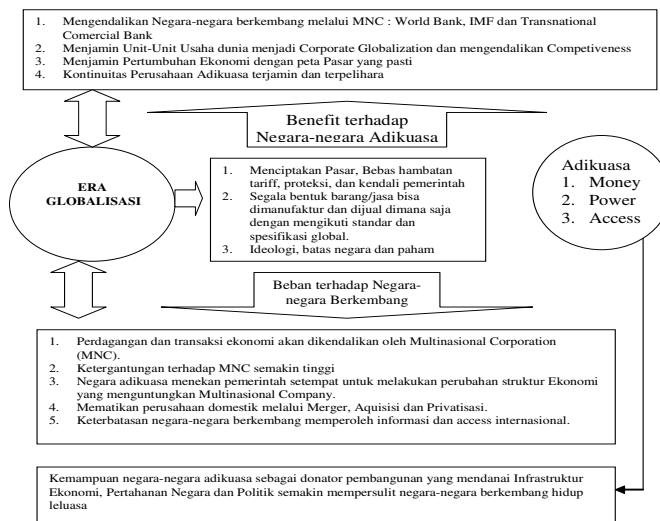 1. Mengendalikan Negara-negara berkembang melalui MNC : World Bank, IMF dan Transnational
Comercial Bank
2. Menjamin Unit-Unit Usaha dunia menjadi Corporate Globalization dan mengendalikan Competiveness
3. Menjamin Pertumbuhan Ekonomi dengan peta Pasar yang pasti
4. Kontinuitas Perusahaan Adikuasa terjamin dan terpelihara
Benefit terhadap
Negara-negara Adikuasa
ERA
GLOBALISASI
1. Menciptakan Pasar, Bebas hambatan
tariff, proteksi, dan kendali pemerintah
2. Segala bentuk barang/jasa bisa
dimanufaktur dan dijual dimana saja
dengan mengikuti standar dan
spesifikasi global.
3. Ideologi, batas negara dan paham
Adikuasa
1. Money
2. Power
3. Access
Beban terhadap Negara-
negara Berkembang
1. Perdagangan dan transaksi ekonomi akan dikendalikan oleh Multinasional Corporation
(MNC).
2. Ketergantungan terhadap MNC semakin tinggi
3. Negara adikuasa menekan pemerintah setempat untuk melakukan perubahan struktur Ekonomi
yang menguntungkan Multinasional Company.
4. Mematikan perusahaan domestik melalui Merger, Aquisisi dan Privatisasi.
5. Keterbatasan negara-negara berkembang memperoleh informasi dan access internasional.
Kemampuan negara-negara adikuasa sebagai donator pembangunan yang mendanai Infrastruktur
Ekonomi, Pertahanan Negara dan Politik semakin mempersulit negara-negara berkembang hidup
leluasa